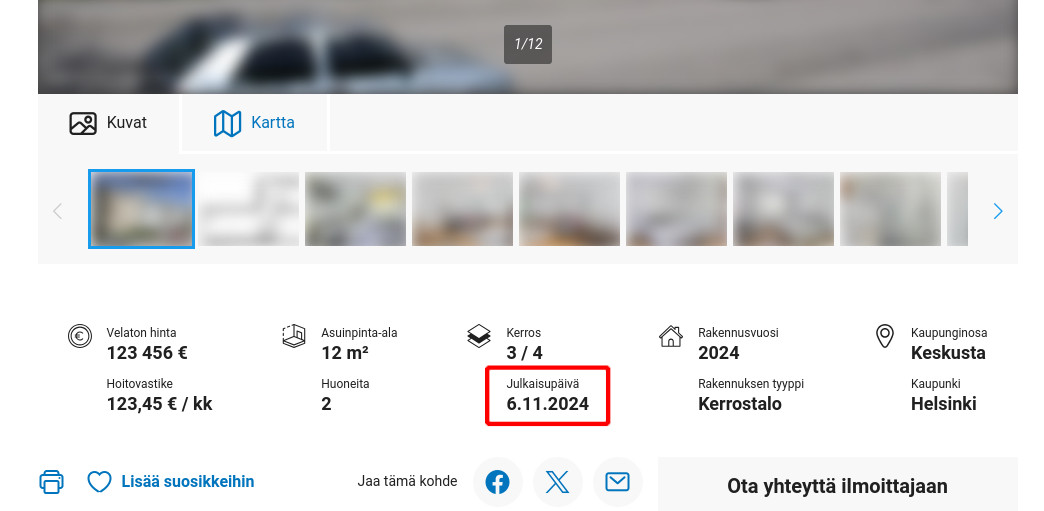 1/12
Kuvat Kartta
Velaton hinta Asuinpinta-ala Kerros Rakennusvuosi Kaupunginosa
123 456 € 12 m² 3 / 4 2024 Keskusta
Hoitovastike Huoneita Julkaisupäivä Rakennuksen tyyppi Kaupunki
123,45 € / kk 2 6.11.2024 Kerrostalo Helsinki
Lisää suosikkeihin Jaa tämä kohde Ota yhteyttä ilmoittajaan